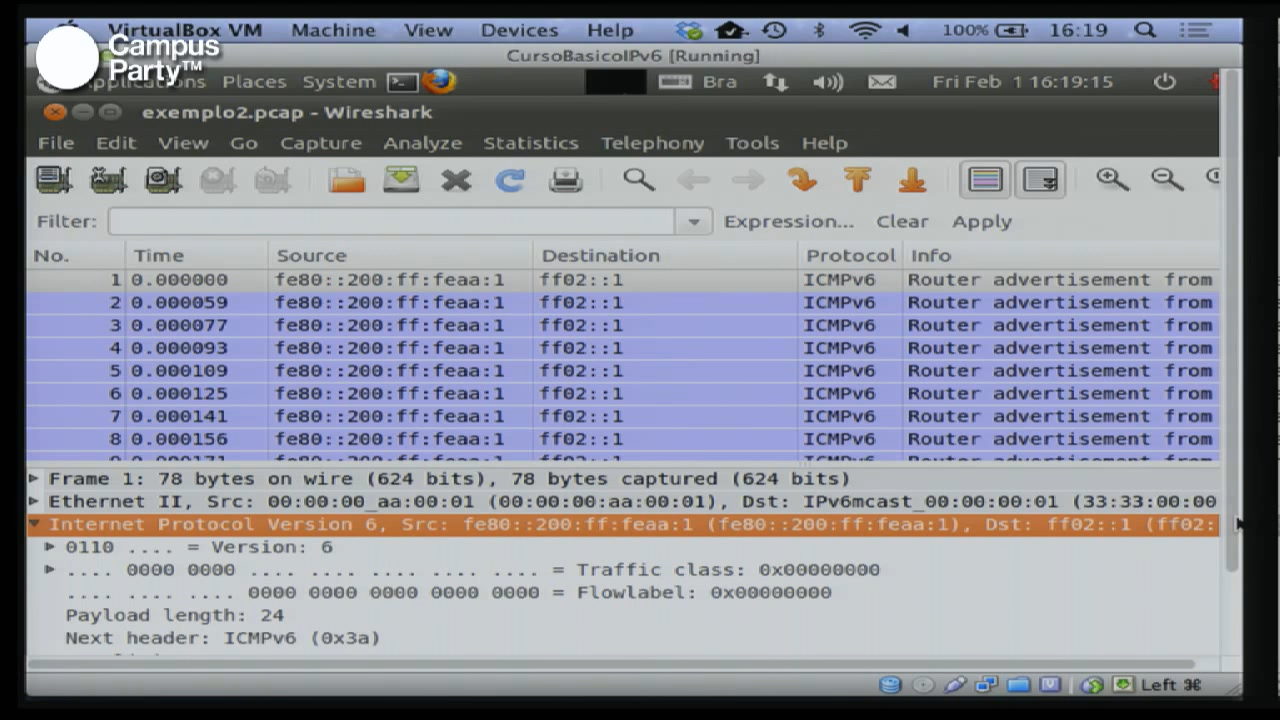 VirtualBox VM Machine View Devices Help 100% 16:19
Campus
Party™
CursoBasicoIPv6 [Running]
Applications Places System Bra Fri Feb 1 16:19:15
exemplo2.pcap - Wireshark
File Edit View Go Capture Analyze Statistics Telephony Tools Help
Filter: Expression... Clear Apply
No. Time Source Destination Protocol Info
1 0.000000 fe80::200:ff:feaa:1 ff02::1 ICMPv6 Router advertisement from
2 0.000059 fe80::200:ff:feaa:1 ff02::1 ICMPv6 Router advertisement from
3 0.000077 fe80::200:ff:feaa:1 ff02::1 ICMPv6 Router advertisement from
4 0.000093 fe80::200:ff:feaa:1 ff02::1 ICMPv6 Router advertisement from
5 0.000109 fe80::200:ff:feaa:1 ff02::1 ICMPv6 Router advertisement from
6 0.000125 fe80::200:ff:feaa:1 ff02::1 ICMPv6 Router advertisement from
7 0.000141 fe80::200:ff:feaa:1 ff02::1 ICMPv6 Router advertisement from
8 0.000156 fe80::200:ff:feaa:1 ff02::1 ICMPv6 Router advertisement from
Frame 1: 78 bytes on wire (624 bits), 78 bytes captured (624 bits)
Ethernet II, Src: 00:00:00_aa:00:01 (00:00:00:aa:00:01), Dst: IPv6mcast_00:00:00:01 (33:33:00:00
Internet Protocol Version 6, Src: fe80::200:ff:feaa:1 (fe80::200:ff:feaa:1), Dst: ff02::1 (ff02:
0110 .... = Version: 6
.... 0000 0000 .... .... .... .... .... = Traffic class: 0x00000000
.... .... .... 0000 0000 0000 0000 0000 = Flowlabel: 0x00000000
Payload length: 24
Next header: ICMPv6 (0x3a)
Left ⌘